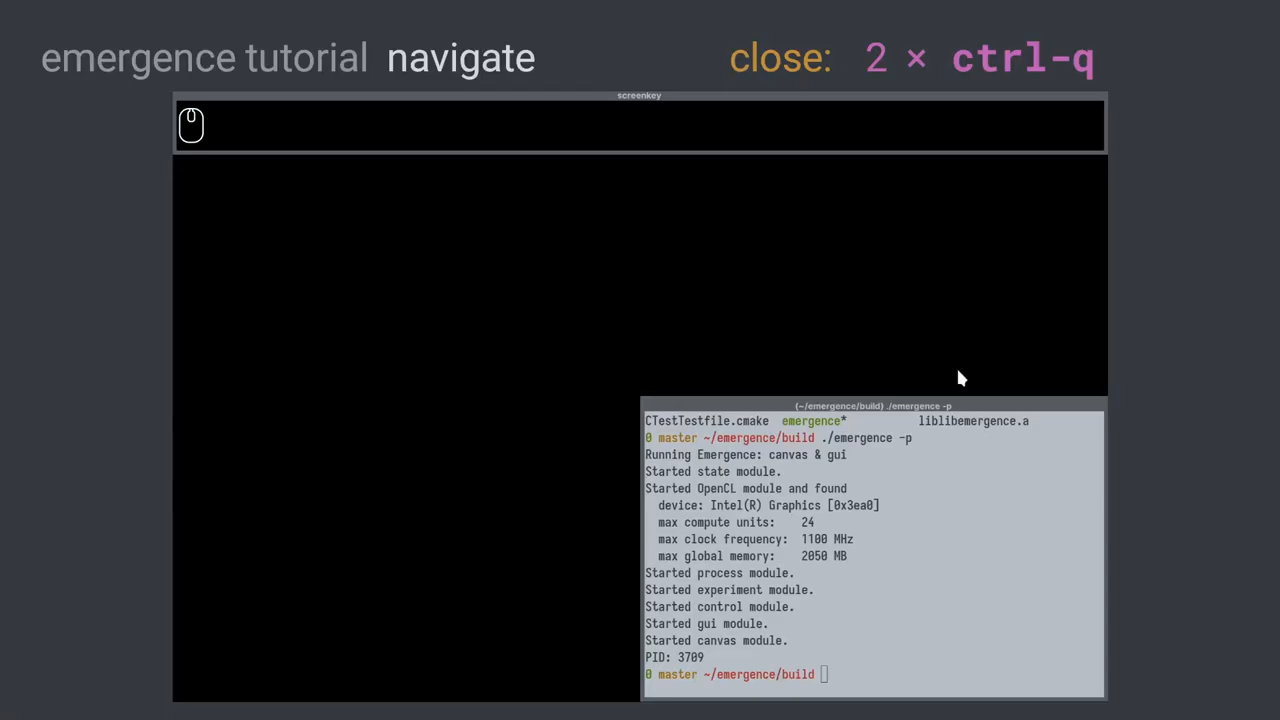 emergence tutorial navigate close: 2 × ctrl-q
screenkey
(~/emergence/build) ./emergence -p
CTestTestfile.cmake emergence* liblibemergence.a
0 master ~/emergence/build ./emergence -p
Running Emergence: canvas & gui
Started state module.
Started OpenCL module and found
device: Intel(R) Graphics [0x3ea0]
max compute units: 24
max clock frequency: 1100 MHz
max global memory: 2050 MB
Started process module.
Started experiment module.
Started control module.
Started gui module.
Started canvas module.
PID: 3709
0 master ~/emergence/build